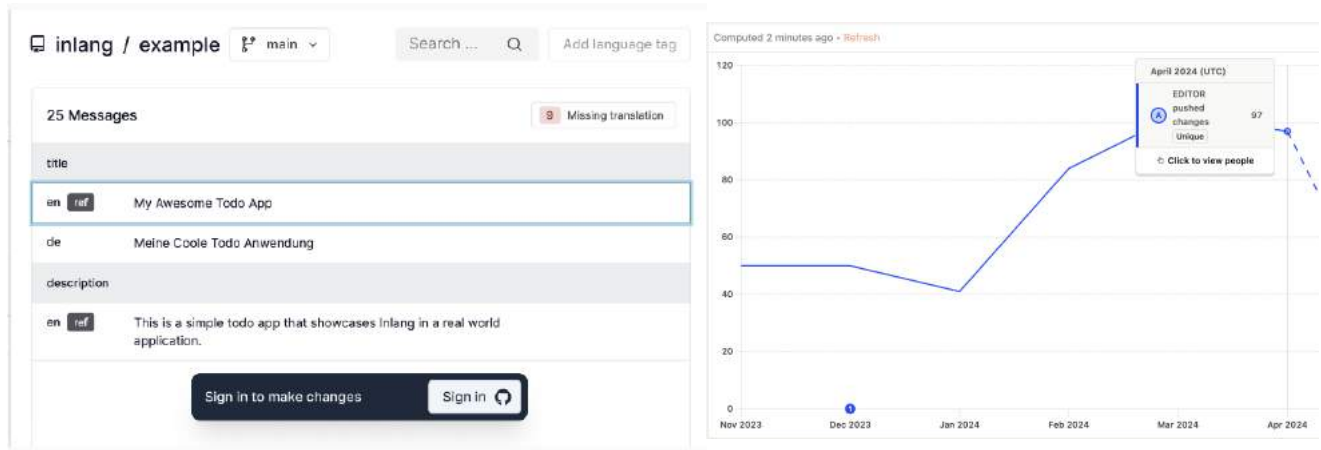 inlang / example main
Search ...
Add language tag
25 Messages
9 Missing translation
title
en ref My Awesome Todo App
de Meine Coole Todo Anwendung
description
en ref This is a simple todo app that showcases Inlang in a real world
application.
Sign in to make changes
Sign in
Computed 2 minutes ago • Refresh
120
100
80
60
40
20
0
April 2024 (UTC)
A
EDITOR
pushed
changes
97
Unique
Click to view people
1
Nov 2023
Dec 2023
Jan 2024
Feb 2024
Mar 2024
Apr 2024